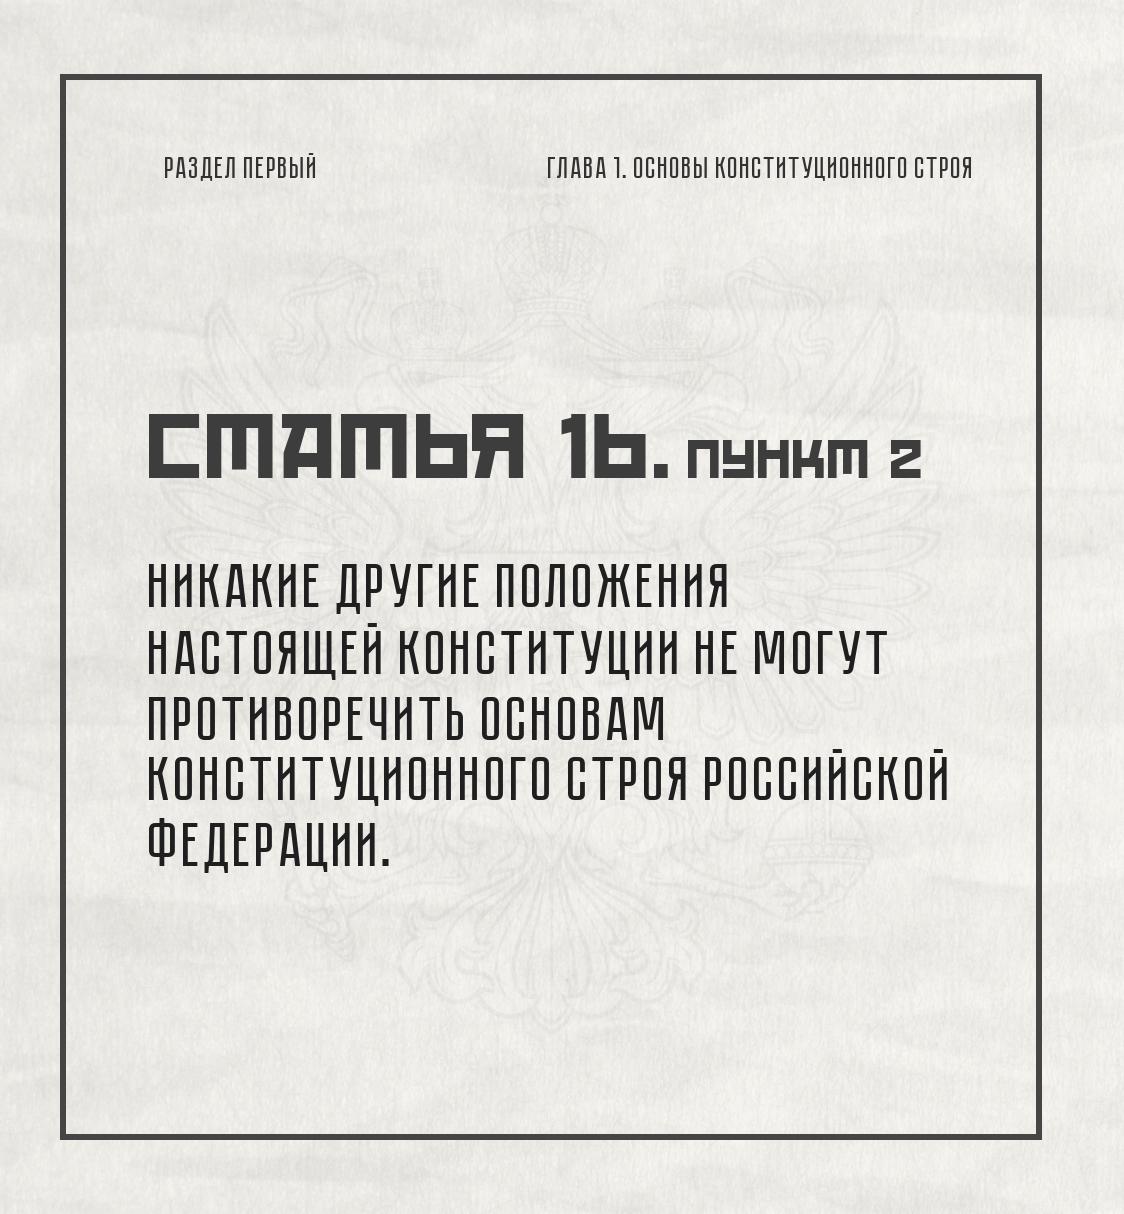 РАЗДЕЛ ПЕРВЫЙ
ГЛАВА 1. ОСНОВЫ КОНСТИТУЦИОННОГО СТРОЯ
СТАТЬЯ 16. ПУНКТ 2
НИКАКИЕ ДРУГИЕ ПОЛОЖЕНИЯ
НАСТОЯЩЕЙ КОНСТИТУЦИИ НЕ МОГУТ
ПРОТИВОРЕЧИТЬ ОСНОВАМ
КОНСТИТУЦИОННОГО СТРОЯ РОССИЙСКОЙ
ФЕДЕРАЦИИ.